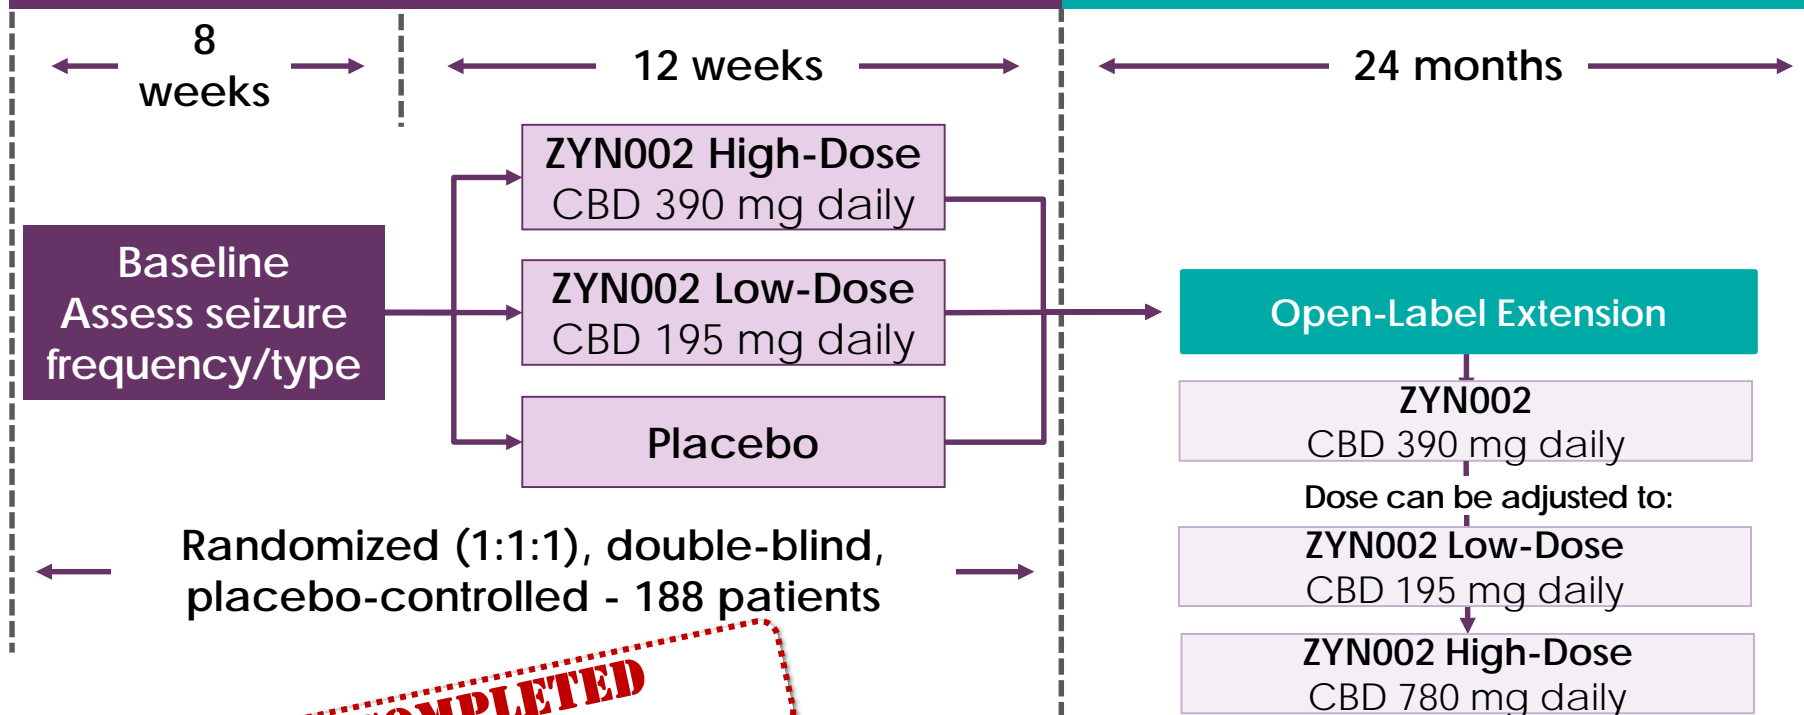 8
weeks
12 weeks
24 months
Baseline
Assess seizure
frequency/type
ZYN002 High-Dose
CBD 390 mg daily
ZYN002 Low-Dose
CBD 195 mg daily
Placebo
Randomized (1:1:1), double-blind,
placebo-controlled - 188 patients
Open-Label Extension
ZYN002
CBD 390 mg daily
Dose can be adjusted to:
ZYN002 Low-Dose
CBD 195 mg daily
ZYN002 High-Dose
CBD 780 mg daily